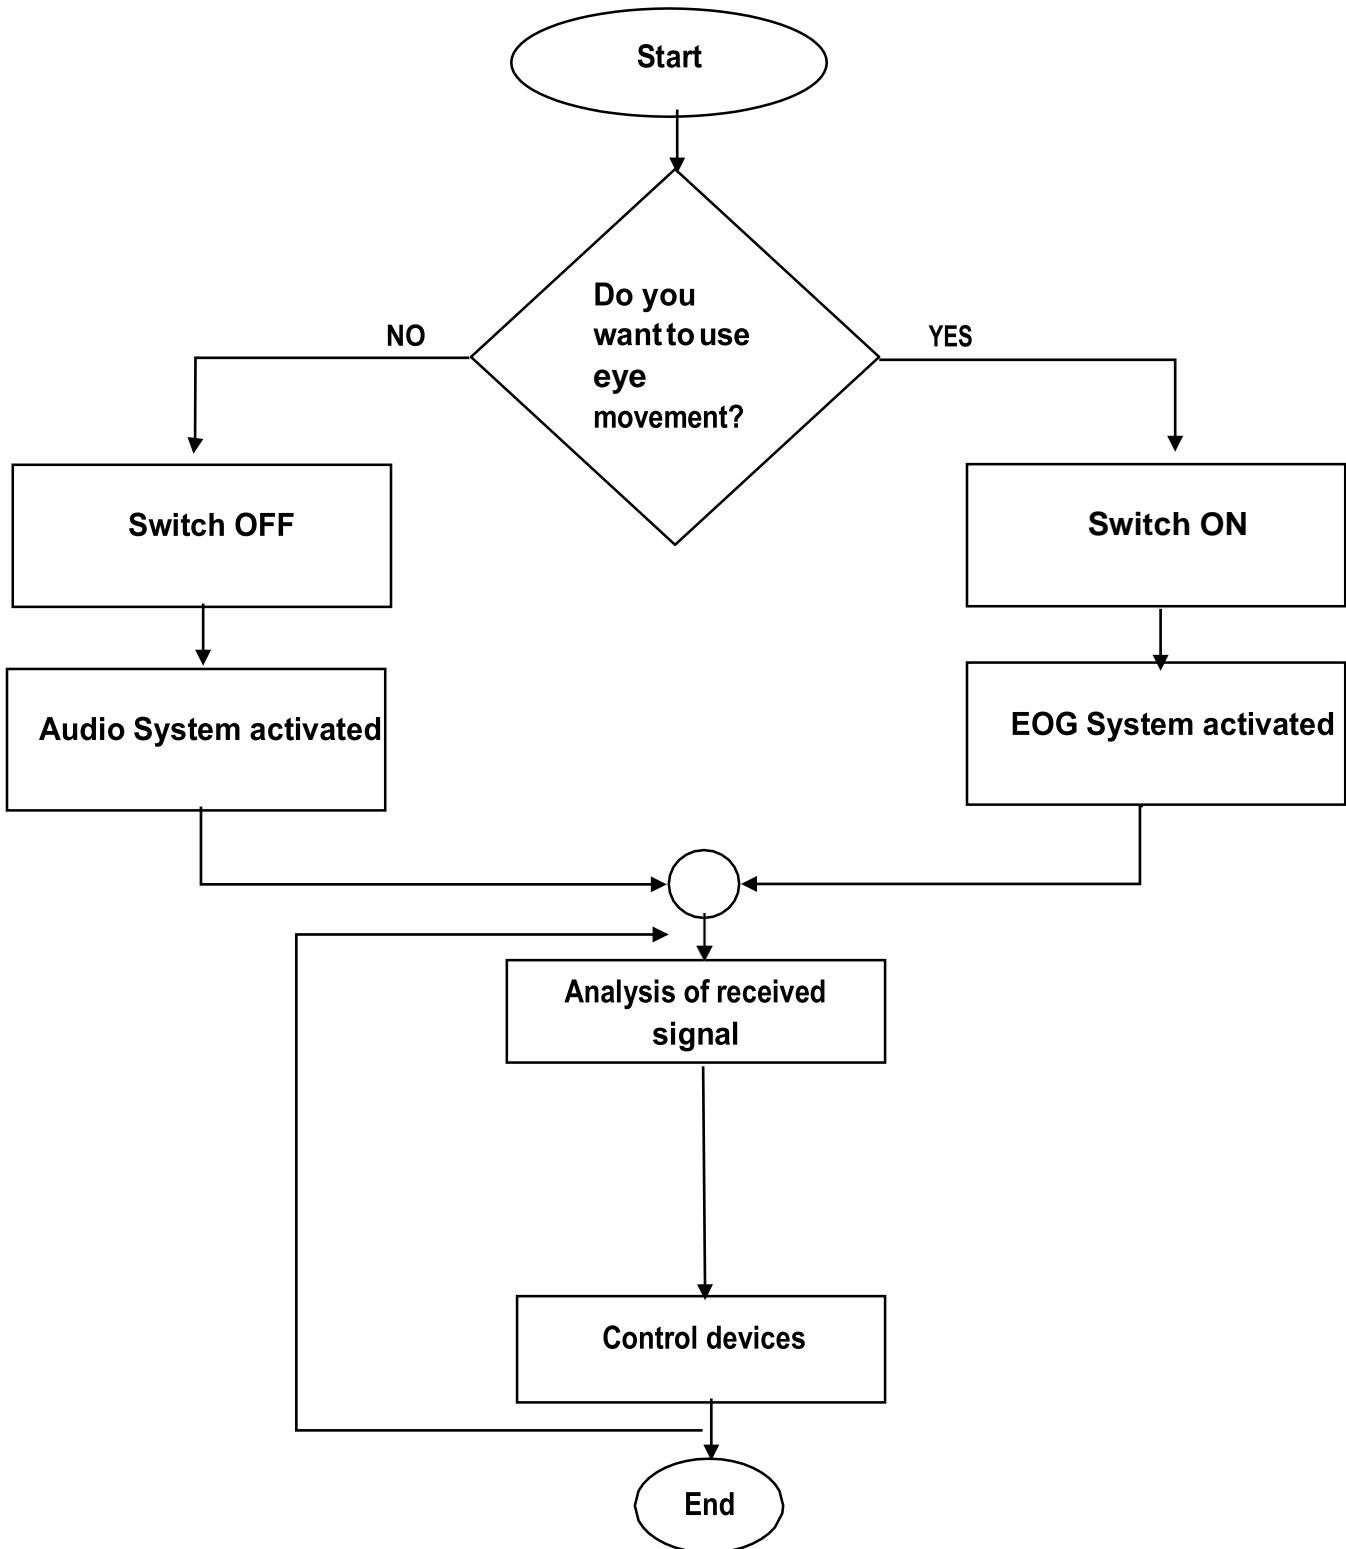 Start
Do you
want to use
eye
movement?
NO
YES
Switch OFF
Switch ON
Audio System activated
EOG System activated
Analysis of received
signal
Control devices
End